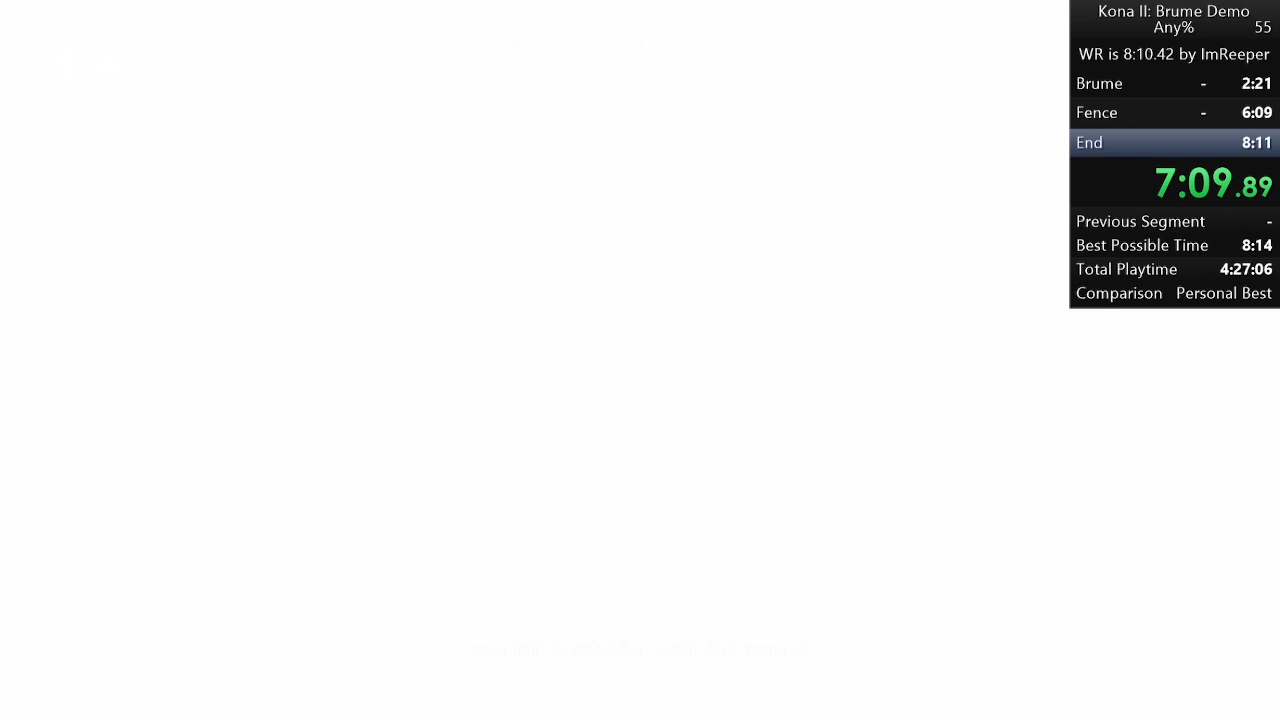 Kona II: Brume Demo
Any% 55
WR is 8:10.42 by ImReeper
Brume - 2:21
Fence - 6:09
End 8:11
7:09.89
Previous Segment -
Best Possible Time 8:14
Total Playtime 4:27:06
Comparison Personal Best